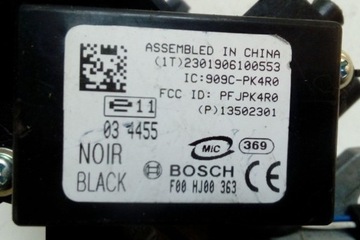 ASSEMBLED IN CHINA
(1T)2301906100553
IC:909C-PK4R0
FCC ID: PFJPK4R0
(P)13502301
e11
03 4455
NOIR
BLACK
MiC
369
BOSCH
CE
F00 HJ00 363